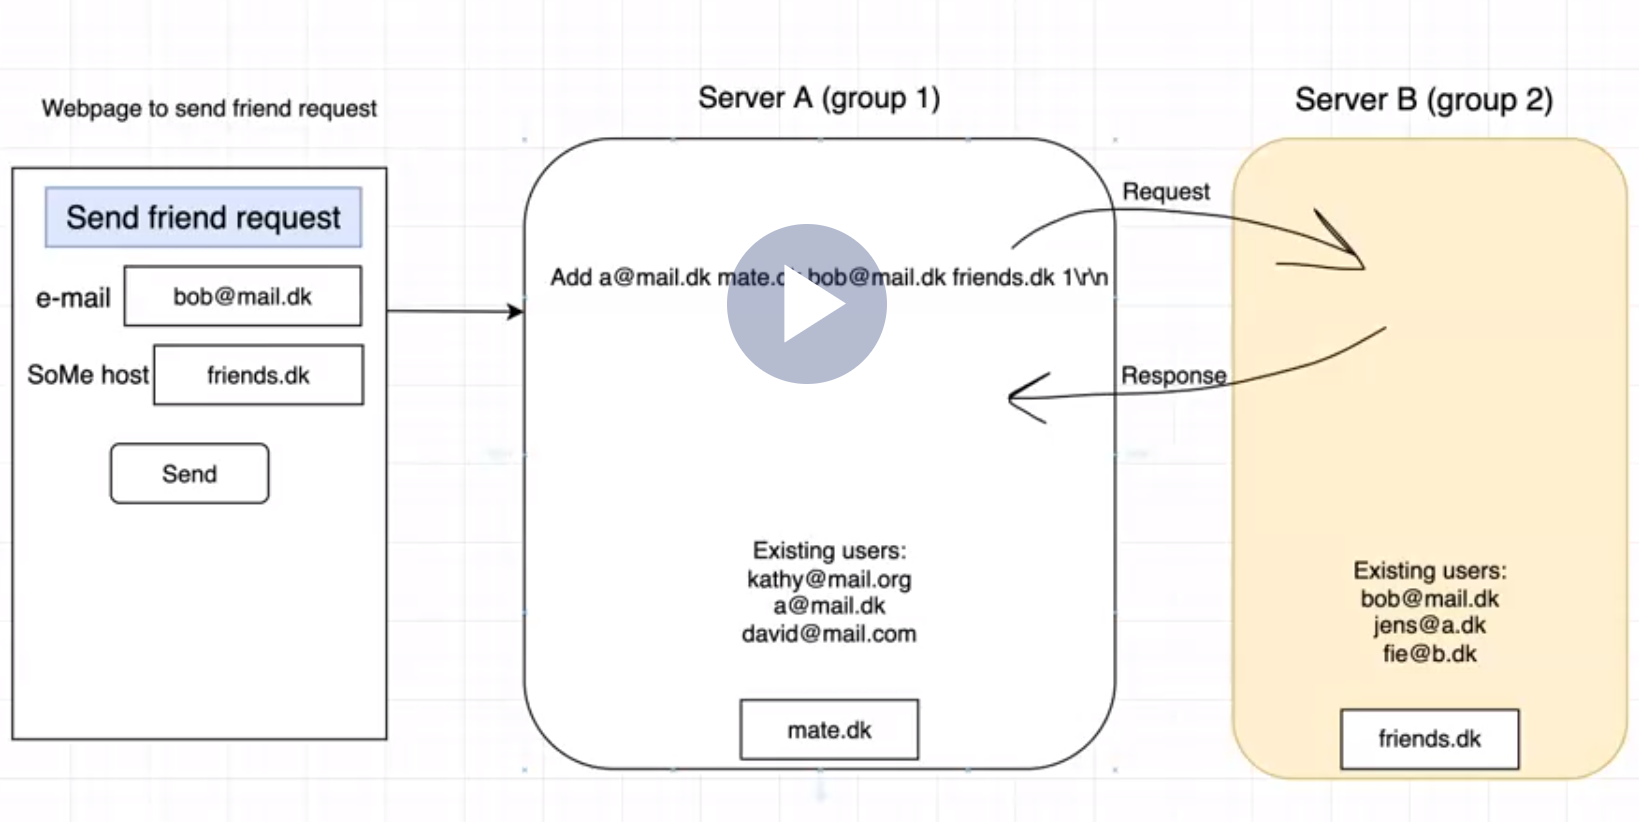 Webpage to send friend request
Send friend request
e-mail
bob@mail.dk
SoMe host
friends.dk
Send
Server A (group 1)
Add a@mail.dk mate.dk bob@mail.dk friends.dk 1\r\n
Existing users:
kathy@mail.org
a@mail.dk
david@mail.com
mate.dk
Request
Response
Server B (group 2)
Existing users:
bob@mail.dk
jens@a.dk
fie@b.dk
friends.dk